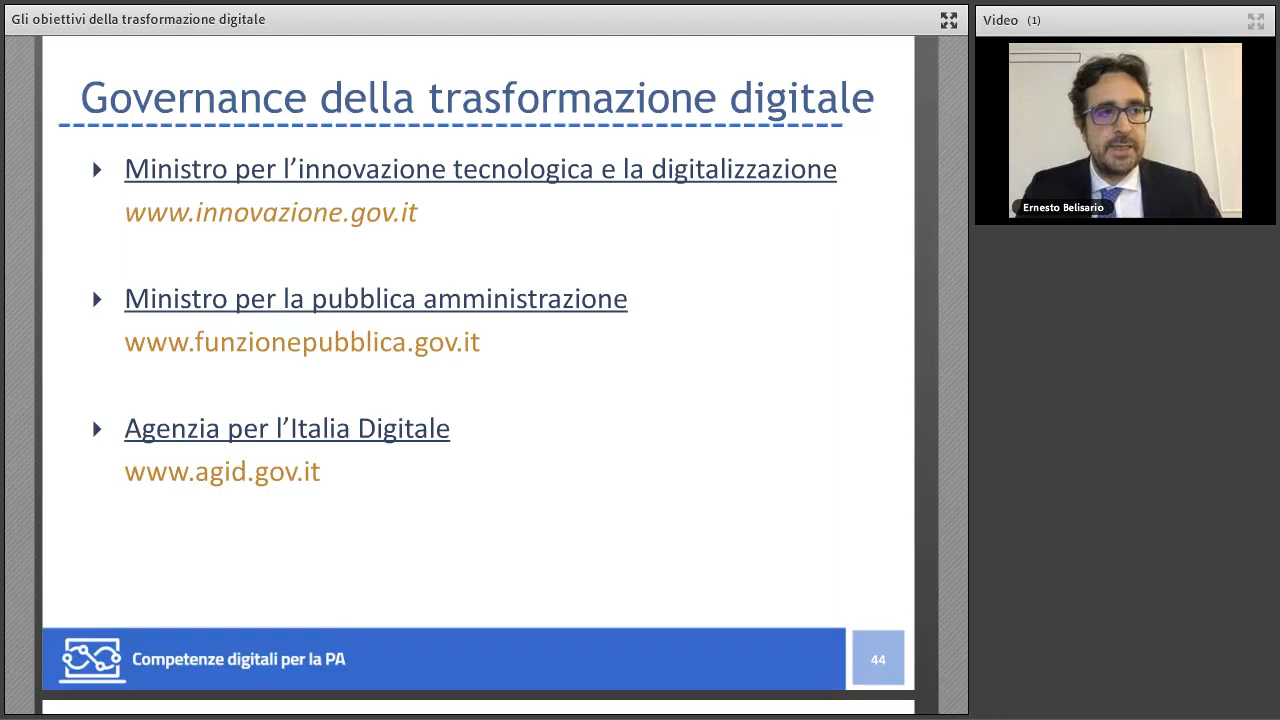 Gli obiettivi della trasformazione digitale
Governance della trasformazione digitale
Ministro per l’innovazione tecnologica e la digitalizzazione
www.innovazione.gov.it
Ministro per la pubblica amministrazione
www.funzionepubblica.gov.it
Agenzia per l’Italia Digitale
www.agid.gov.it
Competenze digitali per la PA
44
Video (1)
Ernesto Belisario